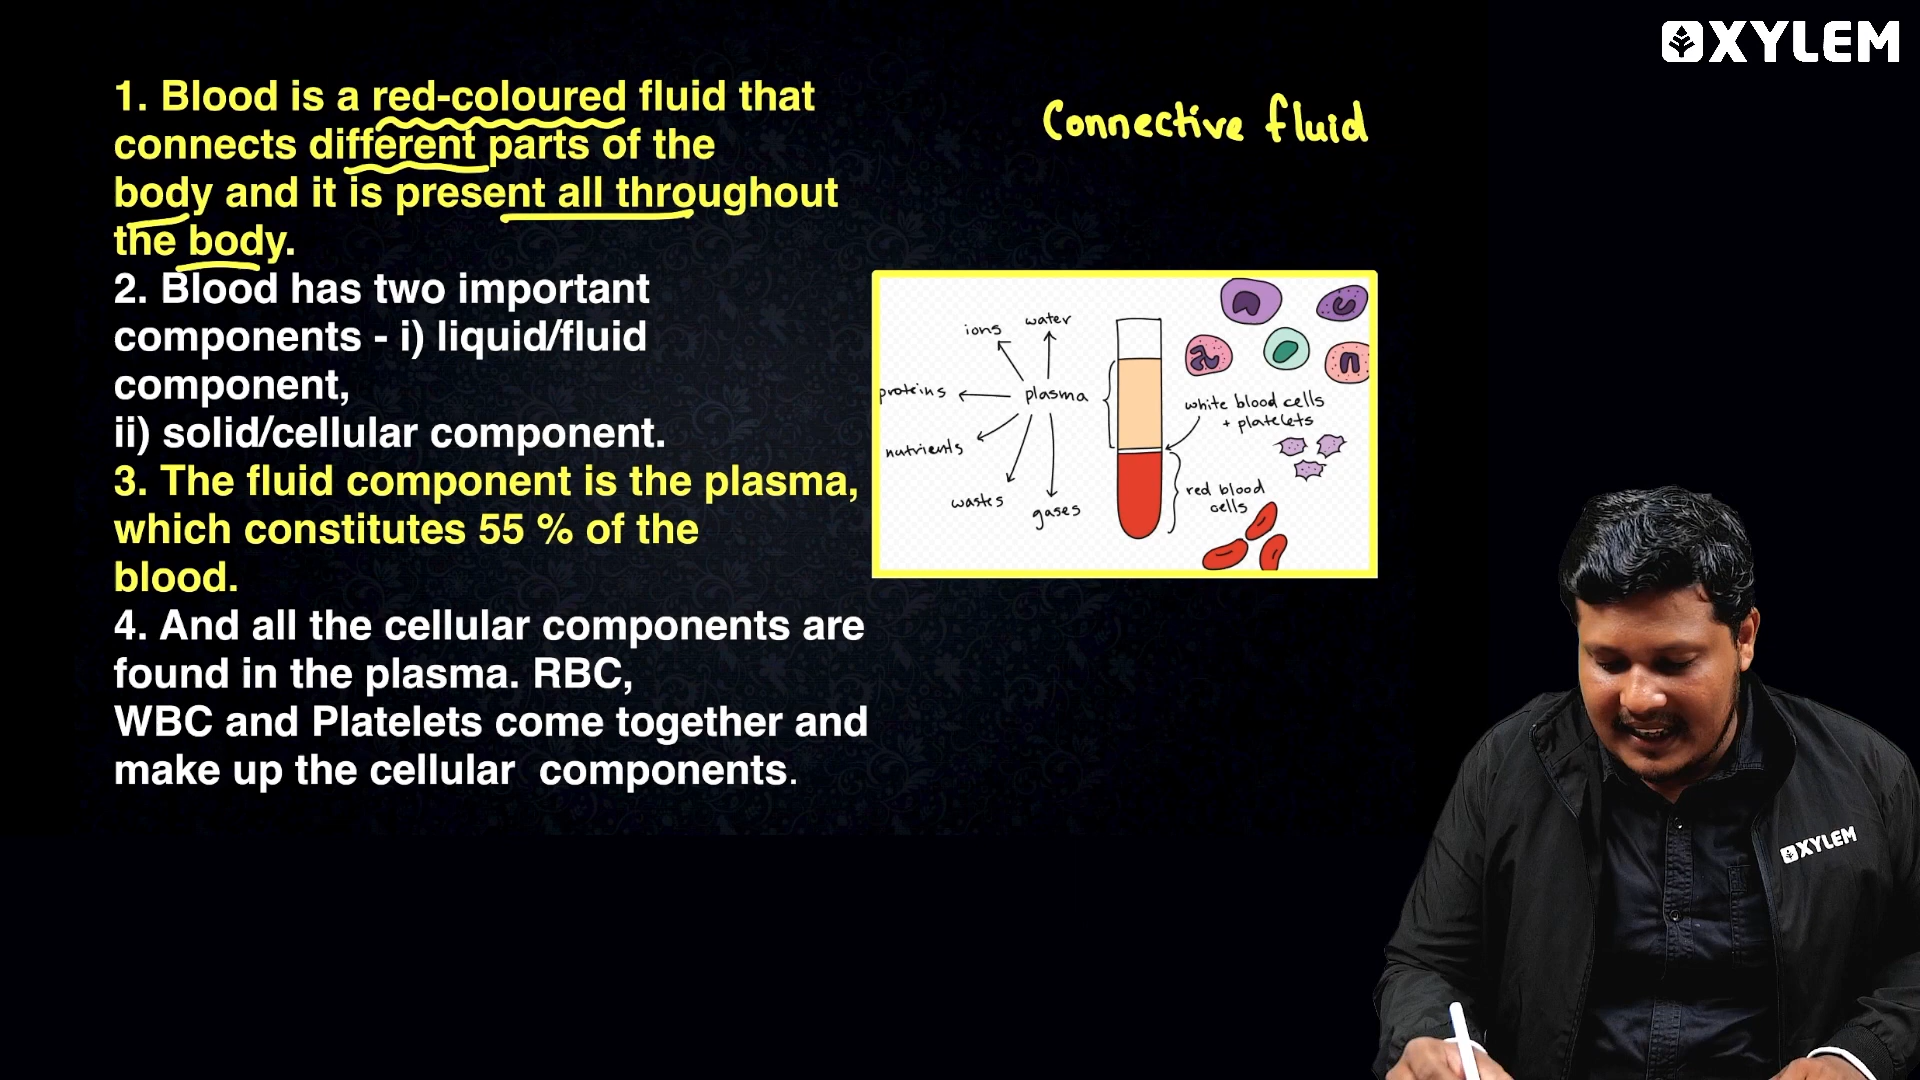 XYLEM
1. Blood is a red-coloured fluid that
connects different parts of the
body and it is present all throughout
the body.
2. Blood has two important
components - i) liquid/fluid
component,
ii) solid/cellular component.
3. The fluid component is the plasma,
which constitutes 55 % of the
blood.
4. And all the cellular components are
found in the plasma. RBC,
WBC and Platelets come together and
make up the cellular components.
Connective fluid
ions
water
proteins
plasma
nutrients
wastes
gases
white blood cells
+ platelets
red blood
cells
XYLEM